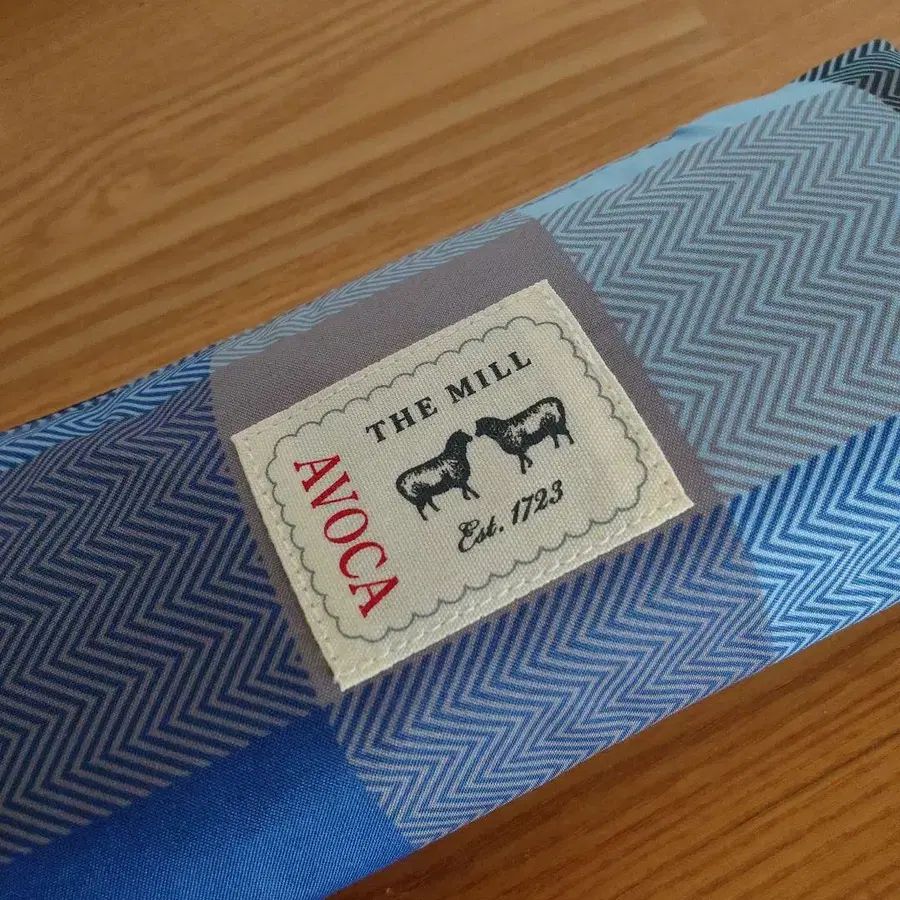 THE MILL
AVOCA
Est. 1723